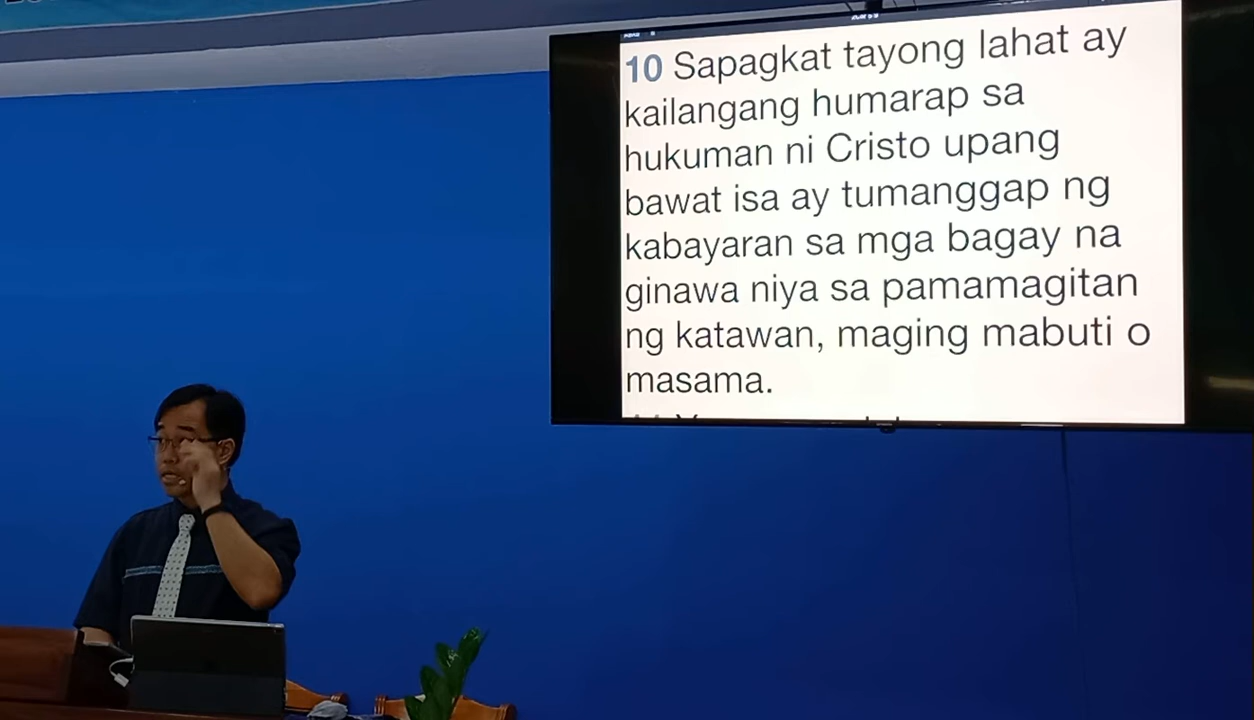 10 Sapagkat tayong lahat ay
kailangang humarap sa
hukuman ni Cristo upang
bawat isa ay tumanggap ng
kabayaran sa mga bagay na
ginawa niya sa pamamagitan
ng katawan, maging mabuti o
masama.